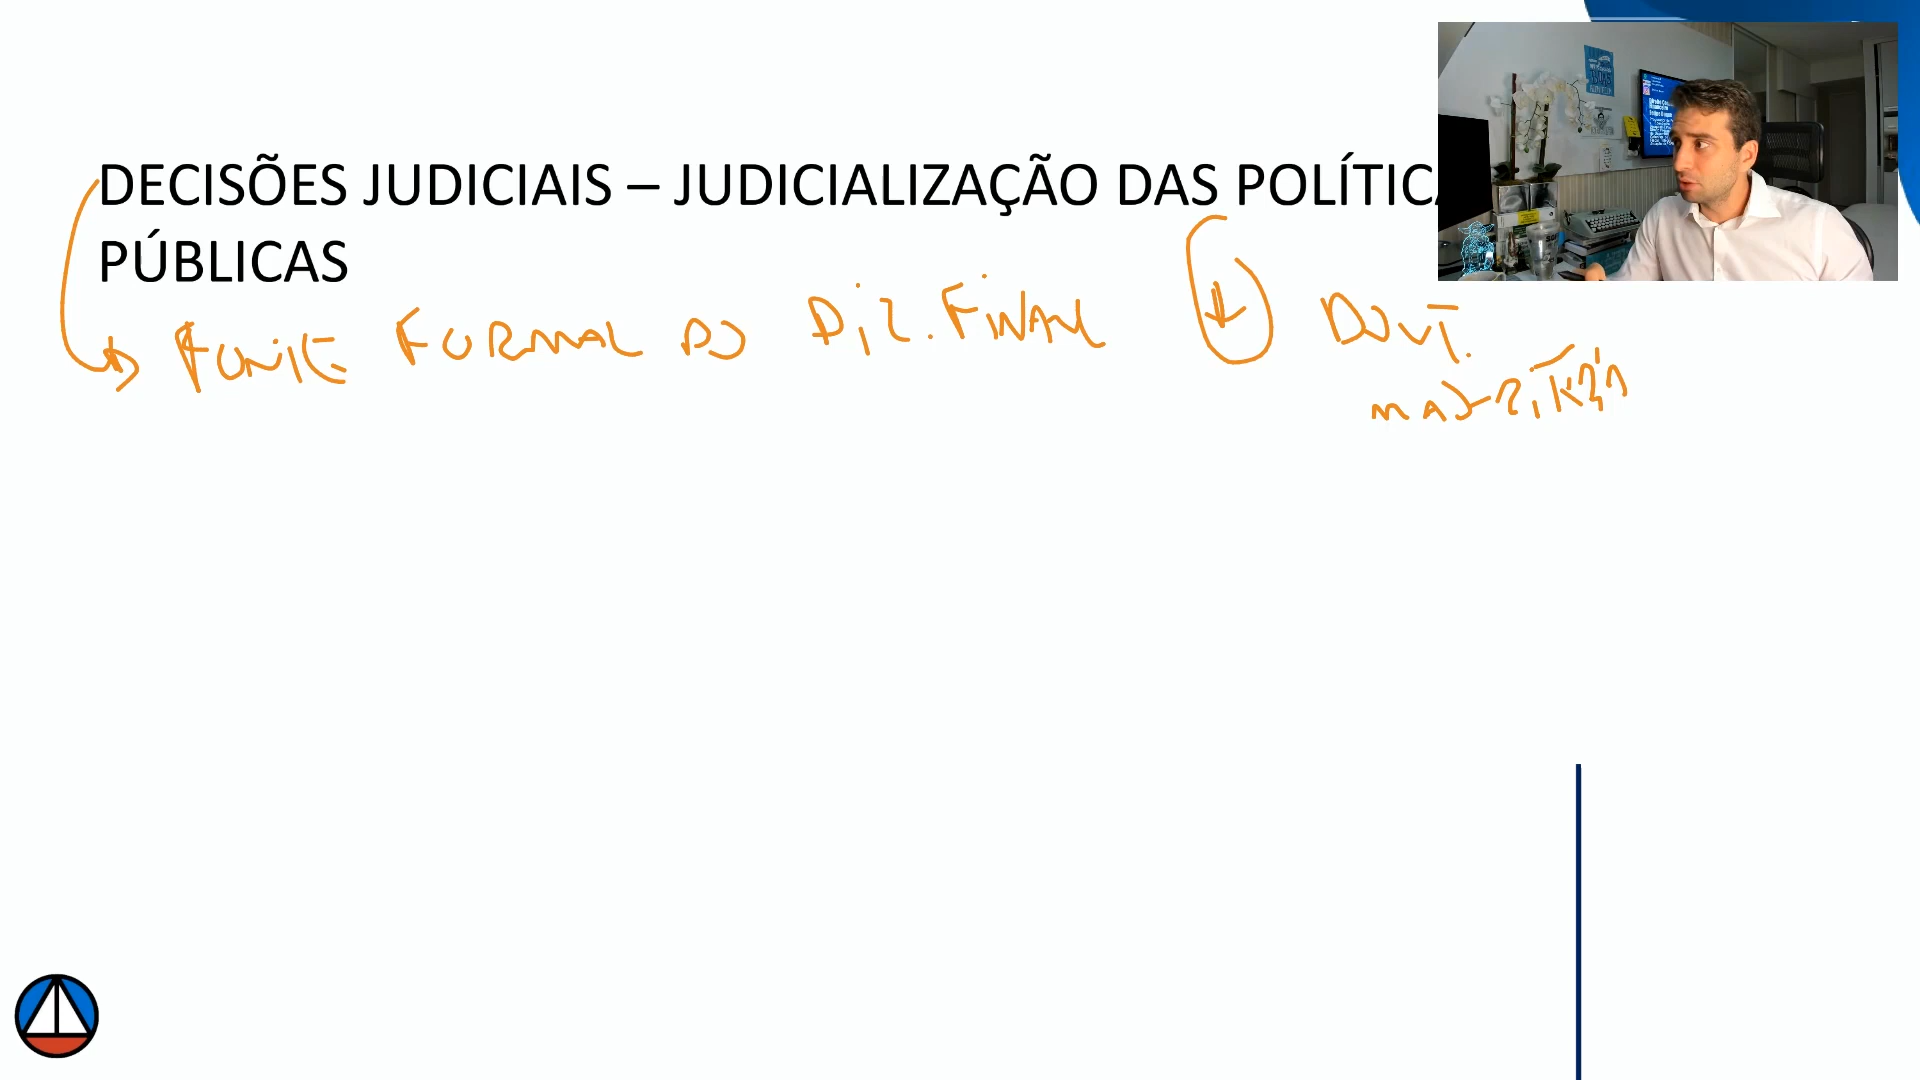 DECISÕES JUDICIAIS – JUDICIALIZAÇÃO DAS POLÍTICA
PÚBLICAS
FONTE FORMAL DO DIR. FINAN
DOUT.